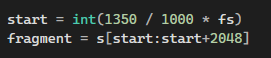 start = int(1350 / 1000 * fs)
fragment = s[start:start+2048]